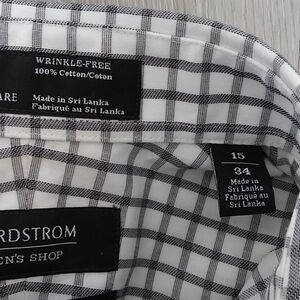 WRINKLE-FREE
100% Cotton/Coton
Made in Sri Lanka
Fabriqué au Sri Lanka
15
34
Made in
Sri Lanka
Fabriqué au
Sri Lanka
RDSTROM
EN'S SHOP